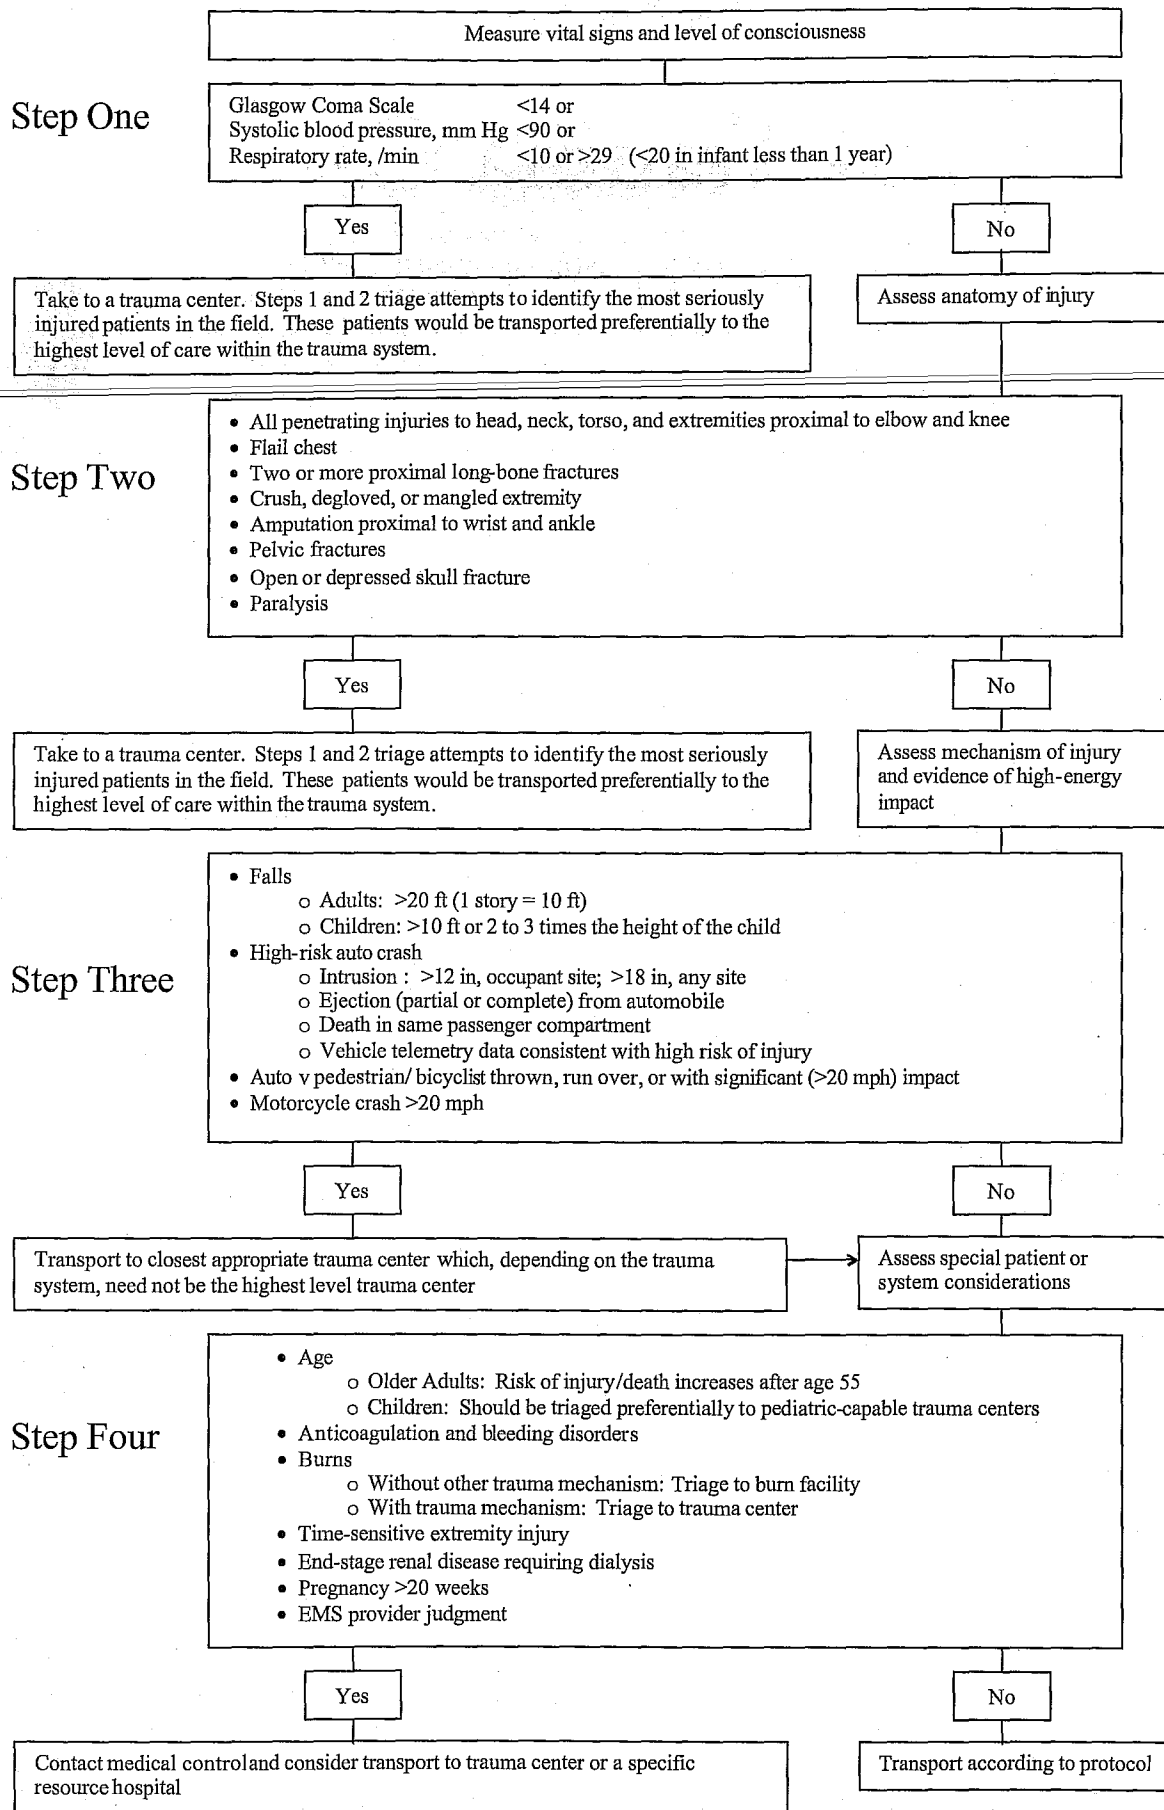 Measure vital signs and level of consciousness
Step One
Glasgow Coma Scale <14 or
Systolic blood pressure, mm Hg <90 or
Respiratory rate, /min <10 or >29 (<20 in infant less than 1 year)
Yes
No
Take to a trauma center. Steps 1 and 2 triage attempts to identify the most seriously
injured patients in the field. These patients would be transported preferentially to the
highest level of care within the trauma system.
Assess anatomy of injury
Step Two
• All penetrating injuries to head, neck, torso, and extremities proximal to elbow and knee
• Flail chest
• Two or more proximal long-bone fractures
• Crush, degloved, or mangled extremity
• Amputation proximal to wrist and ankle
• Pelvic fractures
• Open or depressed skull fracture
• Paralysis
Yes
No
Take to a trauma center. Steps 1 and 2 triage attempts to identify the most seriously
injured patients in the field. These patients would be transported preferentially to the
highest level of care within the trauma system.
Assess mechanism of injury
and evidence of high-energy
impact
Step Three
• Falls
o Adults: >20 ft (1 story = 10 ft)
o Children: >10 ft or 2 to 3 times the height of the child
• High-risk auto crash
o Intrusion : >12 in, occupant site; >18 in, any site
o Ejection (partial or complete) from automobile
o Death in same passenger compartment
o Vehicle telemetry data consistent with high risk of injury
• Auto v pedestrian/ bicyclist thrown, run over, or with significant (>20 mph) impact
• Motorcycle crash >20 mph
Yes
No
Transport to closest appropriate trauma center which, depending on the trauma
system, need not be the highest level trauma center
Assess special patient or
system considerations
Step Four
• Age
o Older Adults: Risk of injury/death increases after age 55
o Children: Should be triaged preferentially to pediatric-capable trauma centers
• Anticoagulation and bleeding disorders
• Burns
o Without other trauma mechanism: Triage to burn facility
o With trauma mechanism: Triage to trauma center
• Time-sensitive extremity injury
• End-stage renal disease requiring dialysis
• Pregnancy >20 weeks
• EMS provider judgment
Yes
No
Contact medical control and consider transport to trauma center or a specific
resource hospital
Transport according to protocol